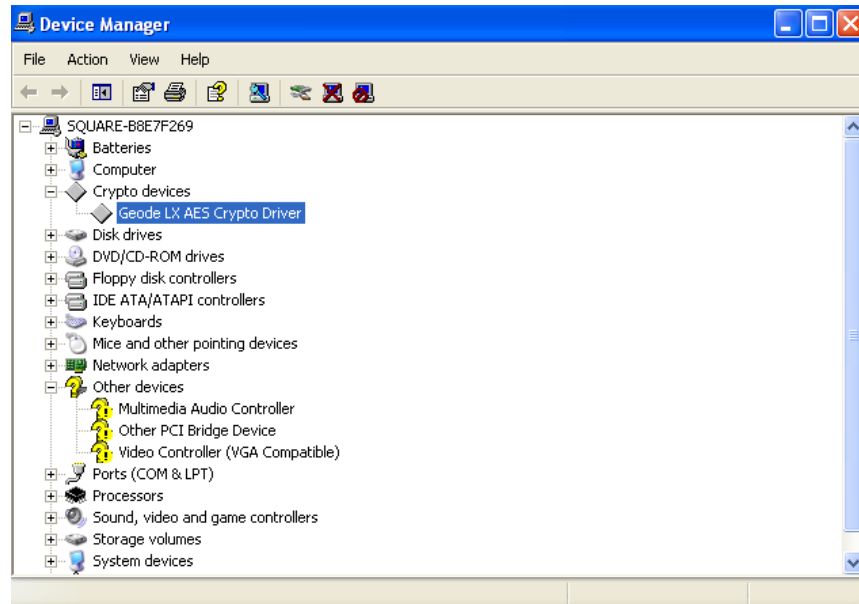 Device Manager
File Action View Help
SQUARE-B8E7F269
Batteries
Computer
Crypto devices
Geode LX AES Crypto Driver
Disk drives
DVD/CD-ROM drives
Floppy disk controllers
IDE ATA/ATAPI controllers
Keyboards
Mice and other pointing devices
Network adapters
Other devices
Multimedia Audio Controller
Other PCI Bridge Device
Video Controller (VGA Compatible)
Ports (COM & LPT)
Processors
Sound, video and game controllers
Storage volumes
System devices